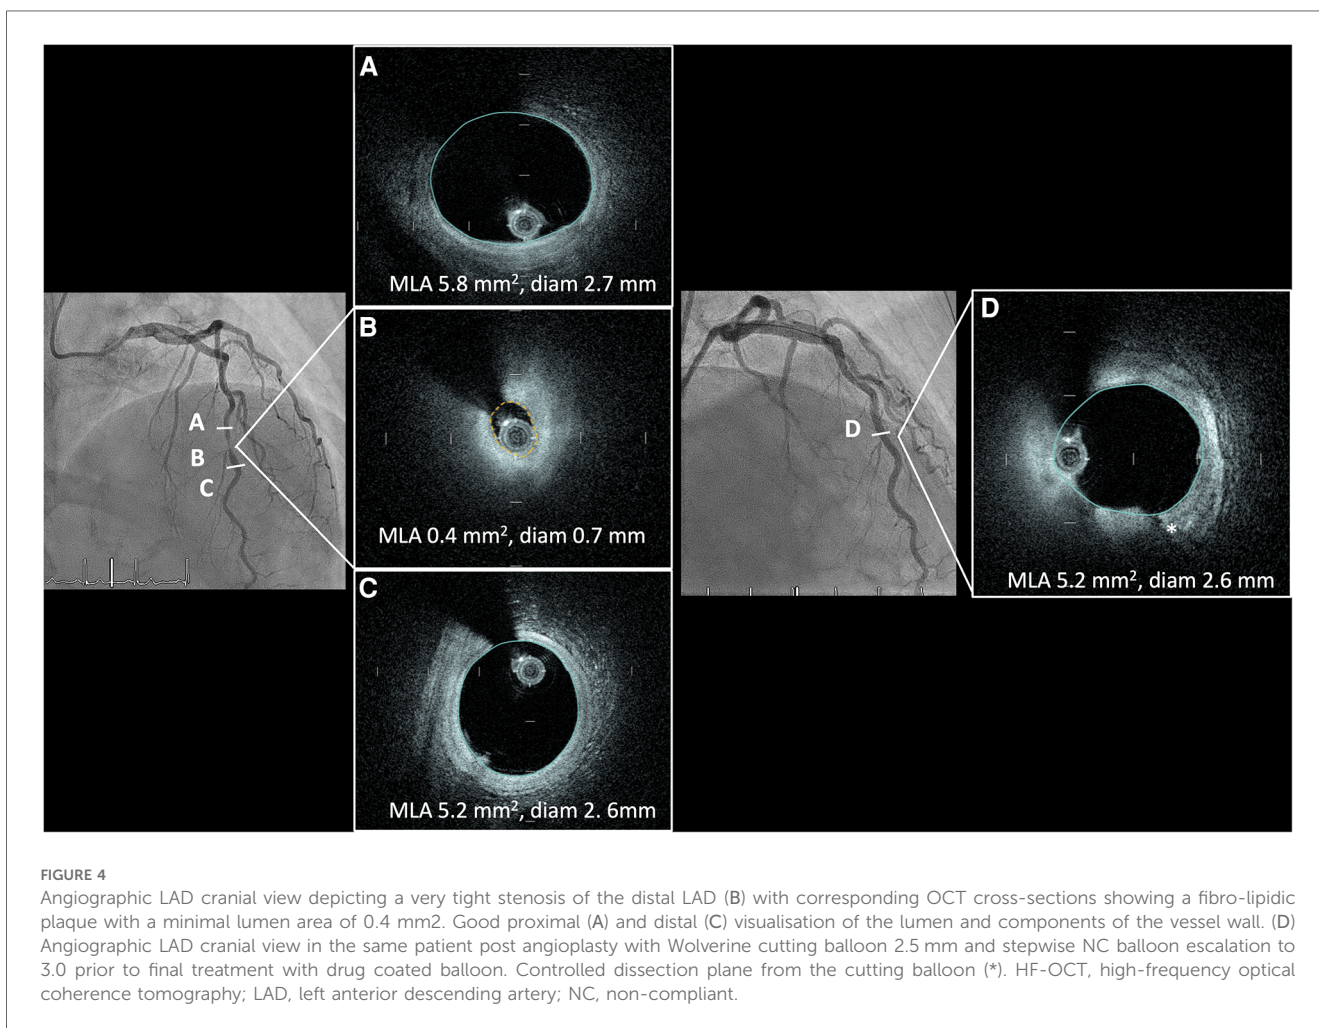 A
MLA 5.8 mm², diam 2.7 mm
B
MLA 0.4 mm², diam 0.7 mm
C
MLA 5.2 mm², diam 2. 6mm
A
B
C
D
D
*
MLA 5.2 mm², diam 2.6 mm
FIGURE 4
Angiographic LAD cranial view depicting a very tight stenosis of the distal LAD (B) with corresponding OCT cross-sections showing a fibro-lipidic
plaque with a minimal lumen area of 0.4 mm2. Good proximal (A) and distal (C) visualisation of the lumen and components of the vessel wall. (D)
Angiographic LAD cranial view in the same patient post angioplasty with Wolverine cutting balloon 2.5 mm and stepwise NC balloon escalation to
3.0 prior to final treatment with drug coated balloon. Controlled dissection plane from the cutting balloon (*). HF-OCT, high-frequency optical
coherence tomography; LAD, left anterior descending artery; NC, non-compliant.